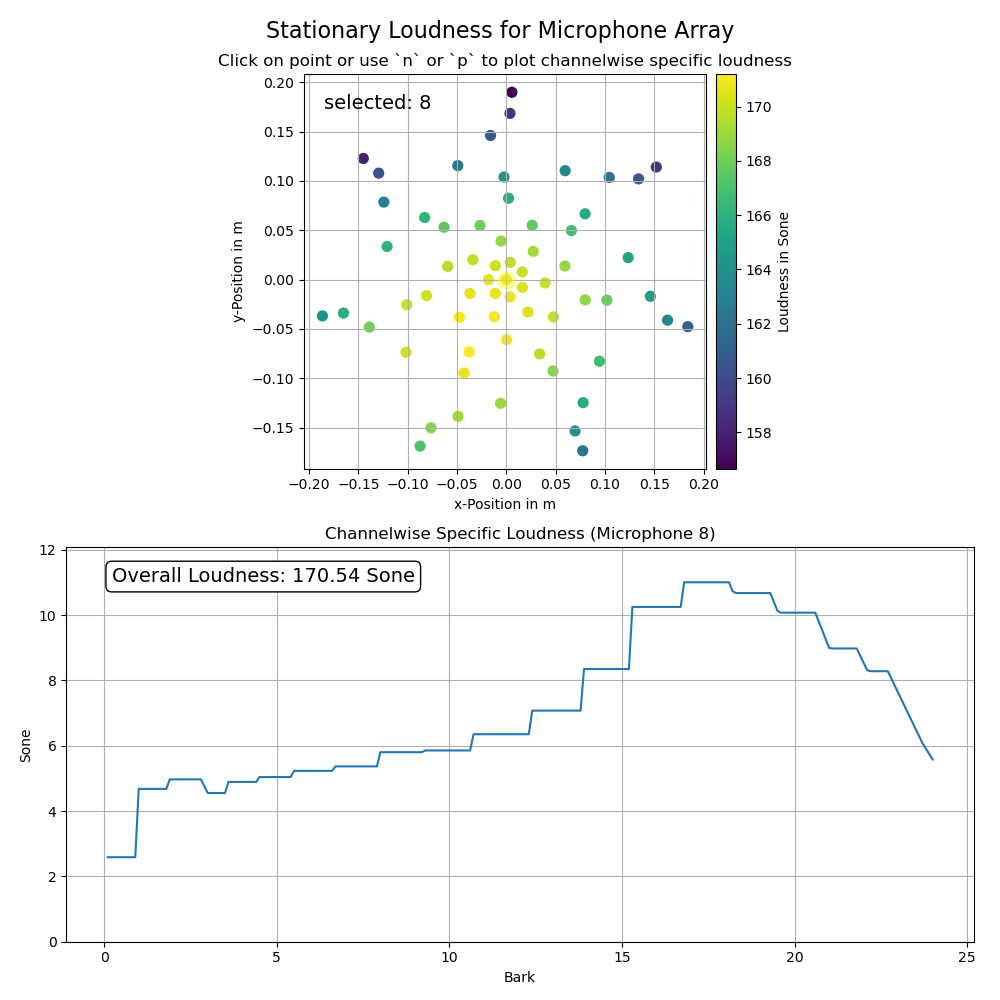 Stationary Loudness for Microphone Array
Click on point or use `n` or `p` to plot channelwise specific loudness
selected: 8
0.20
0.15
0.10
0.05
0.00
−0.05
−0.10
−0.15
y-Position in m
−0.20 −0.15 −0.10 −0.05 0.00 0.05 0.10 0.15 0.20
x-Position in m
170
168
166
164
162
160
158
Loudness in Sone
Channelwise Specific Loudness (Microphone 8)
Overall Loudness: 170.54 Sone
12
10
8
6
4
2
0
Sone
0 5 10 15 20 25
Bark